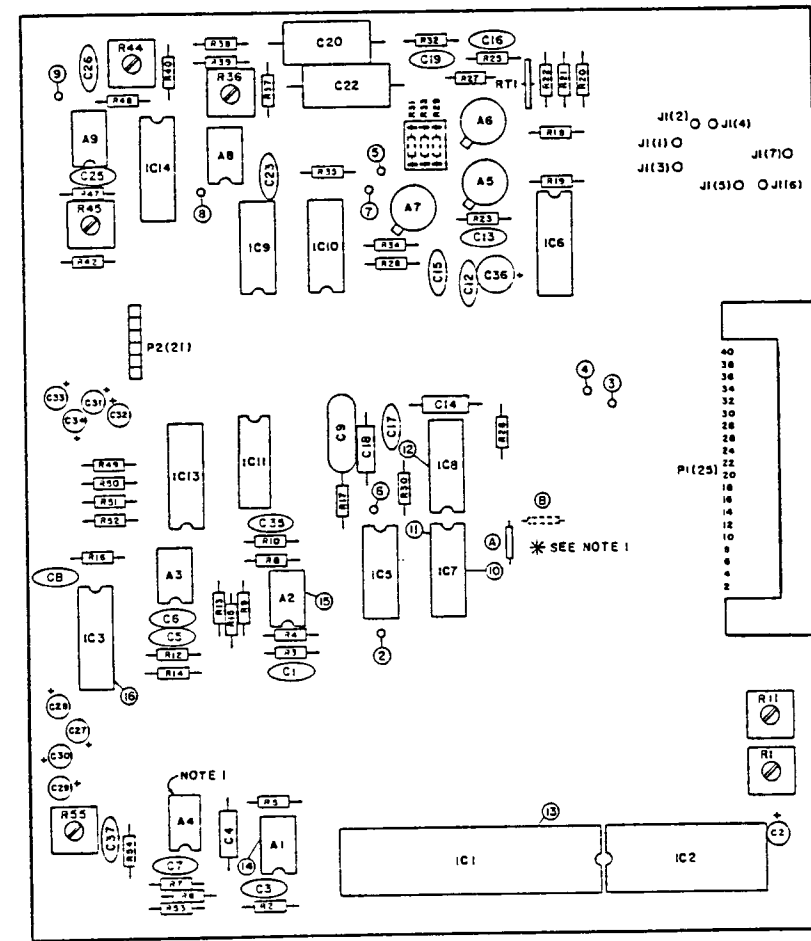 R44
C26
R40
R38
R39
R36
R37
C20
C22
R32
C19
C16
R25
R27
RT1
R22
R21
R20
9
R48
A9
C25
R47
R45
R42
IC14
A8
8
C23
R35
5
7
R31
R33
R29
A6
A5
A7
R18
R19
R23
C13
R34
R28
C15
C12
C36
IC9
IC10
IC6
J1(2)
J1(4)
J1(1)
J1(7)
J1(3)
J1(5)
J1(6)
P2(21)
C33
C31
C34
C32
4
3
40
38
36
34
32
30
28
26
24
22
20
18
16
14
12
10
8
6
4
2
P1(25)
R49
R50
R51
R52
IC13
IC11
C9
C18
C17
C14
12
IC8
R26
R17
R30
6
C35
R10
R8
11
IC5
IC7
10
A
B
* SEE NOTE 1
R16
C8
A3
C6
C5
R12
R14
R13
R15
R9
A2
15
R4
R3
C1
2
IC3
16
C28
C27
C30
C29
R55
C37
R54
NOTE 1
A4
C7
R7
R6
R53
C4
R5
A1
14
C3
R2
13
IC1
IC2
C2
R11
R1